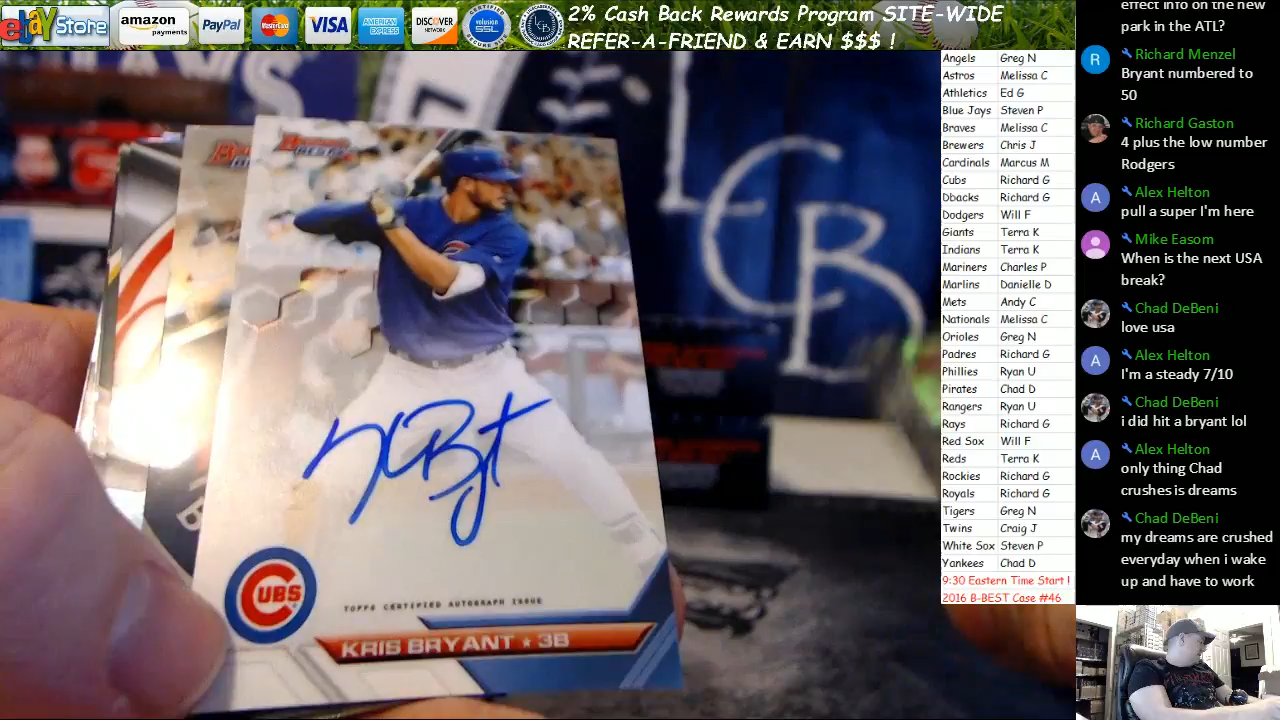 ebay Store
amazon
payments
PayPal
MasterCard
VISA
AMERICAN EXPRESS
DISCOVER
NETWORK
volusion
SSL
LCB
2% Cash Back Rewards Program SITE-WIDE
REFER-A-FRIEND & EARN $$$ !
KBryt
CUBS
TOPPS CERTIFIED AUTOGRAPH ISSUE
KRIS BRYANT ★ 3B
Angels Greg N
Astros Melissa C
Athletics Ed G
Blue Jays Steven P
Braves Melissa C
Brewers Chris J
Cardinals Marcus M
Cubs Richard G
Dbacks Richard G
Dodgers Will F
Giants Terra K
Indians Terra K
Mariners Charles P
Marlins Danielle D
Mets Andy C
Nationals Melissa C
Orioles Greg N
Padres Richard G
Phillies Ryan U
Pirates Chad D
Rangers Ryan U
Rays Richard G
Red Sox Will F
Reds Terra K
Rockies Richard G
Royals Richard G
Tigers Greg N
Twins Craig J
White Sox Steven P
Yankees Chad D
9:30 Eastern Time Start !
2016 B-BEST Case #46
park in the ATL?
R
Richard Menzel
Bryant numbered to
50
Richard Gaston
4 plus the low number
Rodgers
A
Alex Helton
pull a super I'm here
Mike Easom
When is the next USA
break?
Chad DeBeni
love usa
A
Alex Helton
I'm a steady 7/10
Chad DeBeni
i did hit a bryant lol
A
Alex Helton
only thing Chad
crushes is dreams
Chad DeBeni
my dreams are crushed
everyday when i wake
up and have to work